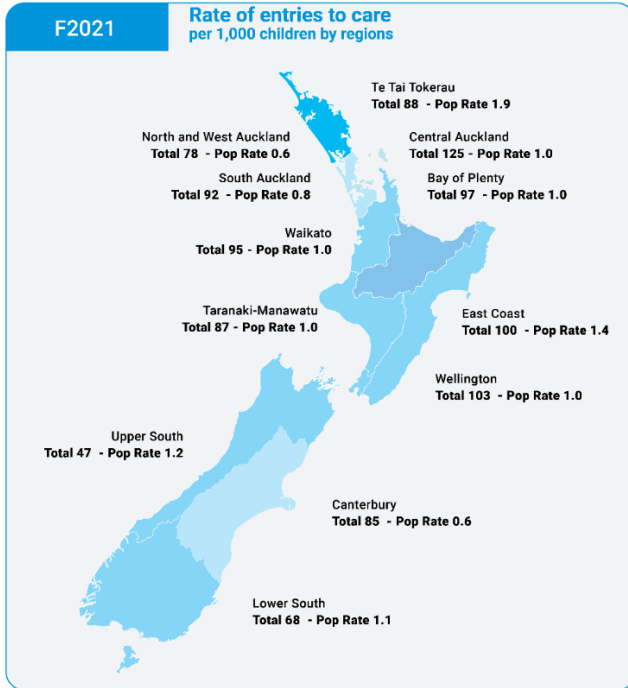 F2021
Rate of entries to care
per 1,000 children by regions
Te Tai Tokerau
Total 88 - Pop Rate 1.9
North and West Auckland
Total 78 - Pop Rate 0.6
Central Auckland
Total 125 - Pop Rate 1.0
South Auckland
Total 92 - Pop Rate 0.8
Bay of Plenty
Total 97 - Pop Rate 1.0
Waikato
Total 95 - Pop Rate 1.0
Taranaki-Manawatu
Total 87 - Pop Rate 1.0
East Coast
Total 100 - Pop Rate 1.4
Wellington
Total 103 - Pop Rate 1.0
Upper South
Total 47 - Pop Rate 1.2
Canterbury
Total 85 - Pop Rate 0.6
Lower South
Total 68 - Pop Rate 1.1